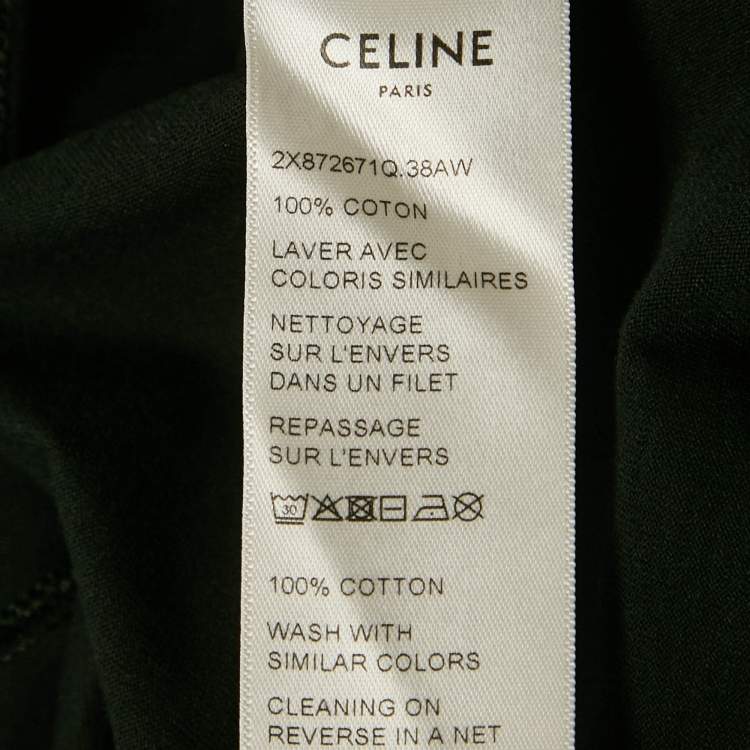 CELINE
PARIS
2X872671Q.38AW
100% COTON
LAVER AVEC
COLORIS SIMILAIRES
NETTOYAGE
SUR L'ENVERS
DANS UN FILET
REPASSAGE
SUR L'ENVERS
30
100% COTTON
WASH WITH
SIMILAR COLORS
CLEANING ON
REVERSE IN A NET